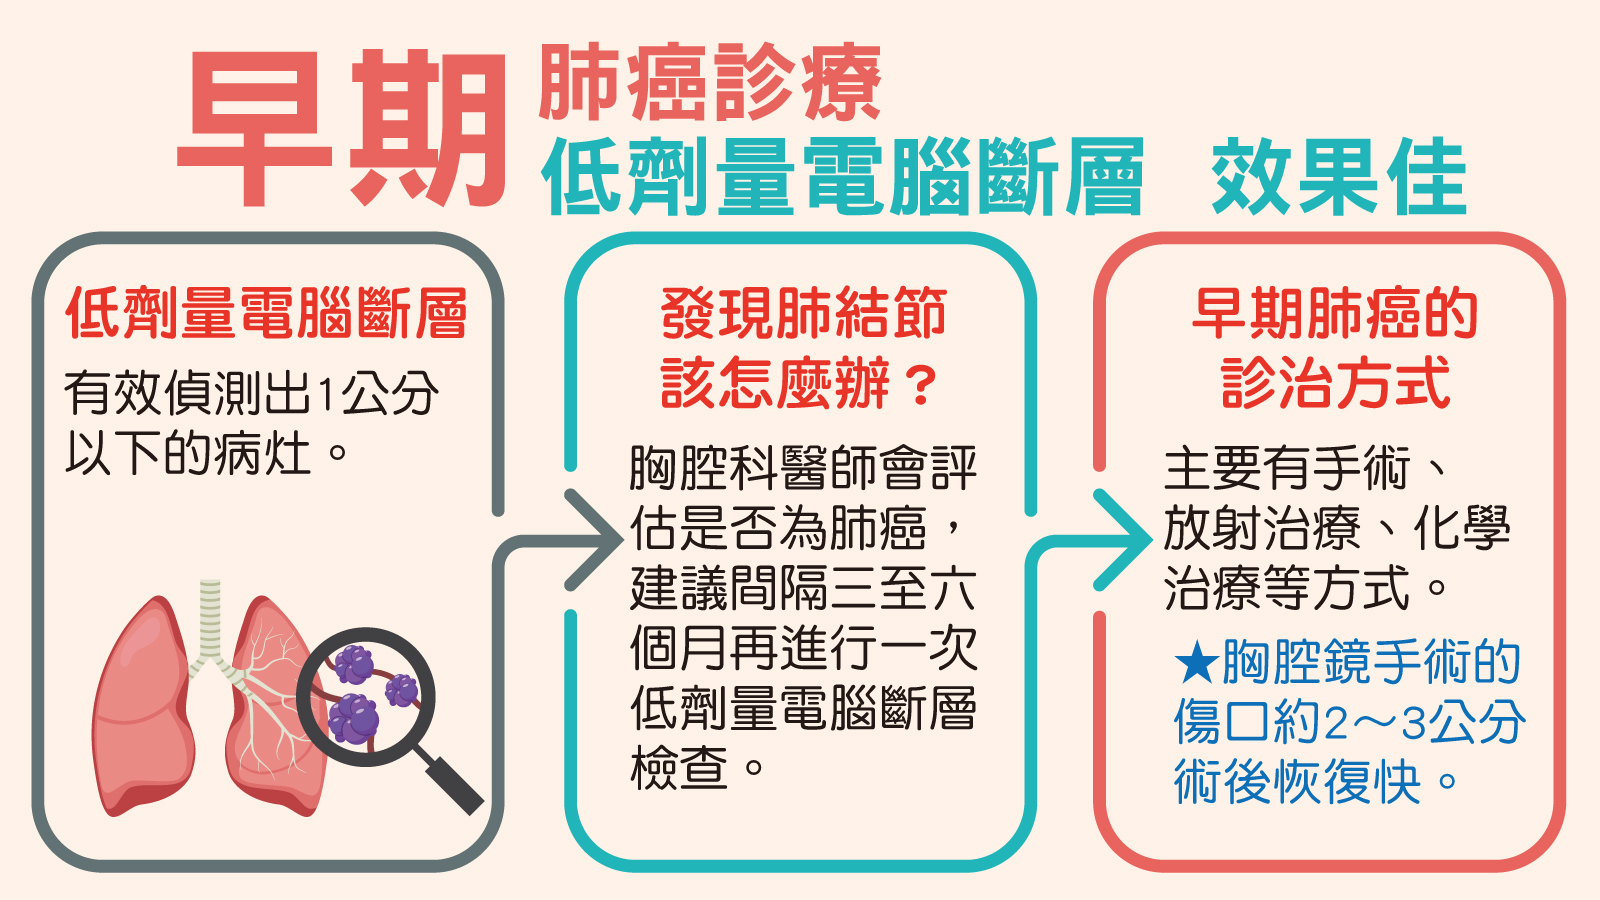 早期
肺癌診療
低劑量電腦斷層 效果佳
低劑量電腦斷層
有效偵測出1公分
以下的病灶。
發現肺結節
該怎麼辦？
胸腔科醫師會評
估是否為肺癌，
建議間隔三至六
個月再進行一次
低劑量電腦斷層
檢查。
早期肺癌的
診治方式
主要有手術、
放射治療、化學
治療等方式。
★胸腔鏡手術的
傷口約2～3公分
術後恢復快。